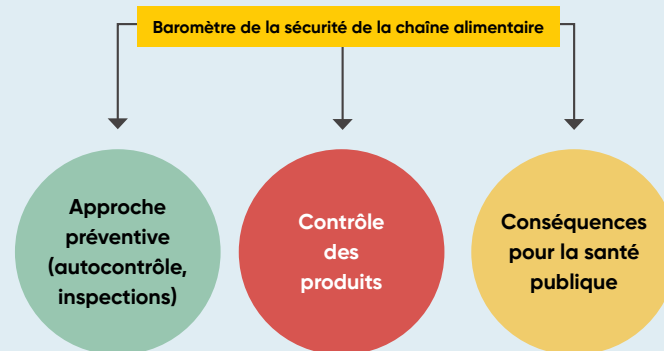 Baromètre de la sécurité de la chaîne alimentaire
Approche
préventive
(autocontrôle,
inspections)
Contrôle
des
produits
Conséquences
pour la santé
publique